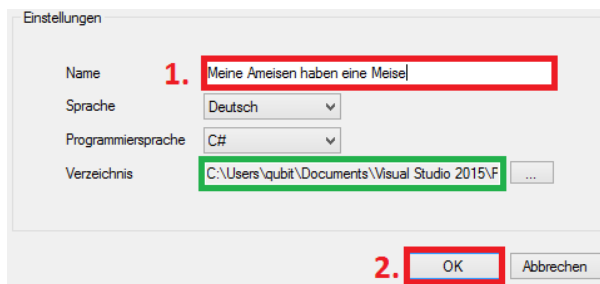 Einstellungen
Name 1. Meine Ameisen haben eine Meise
Sprache Deutsch
Programmiersprache C#
Verzeichnis C:\Users\qubit\Documents\Visual Studio 2015\F ...
2. OK Abbrechen